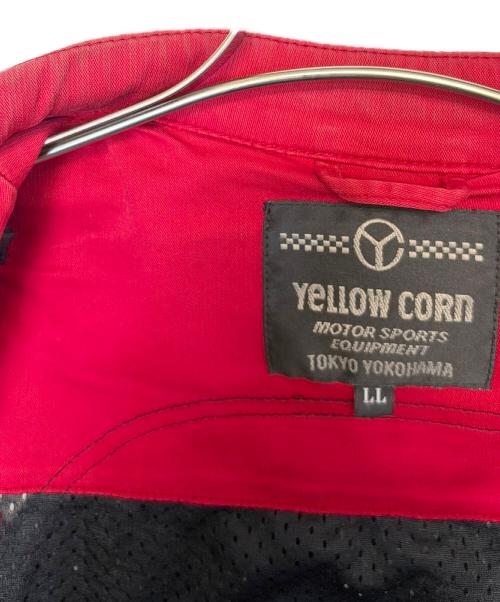 YeLLOW CORn
MOTOR SPORTS
EQUIPMENT
TOKYO YOKOHAMA
LL